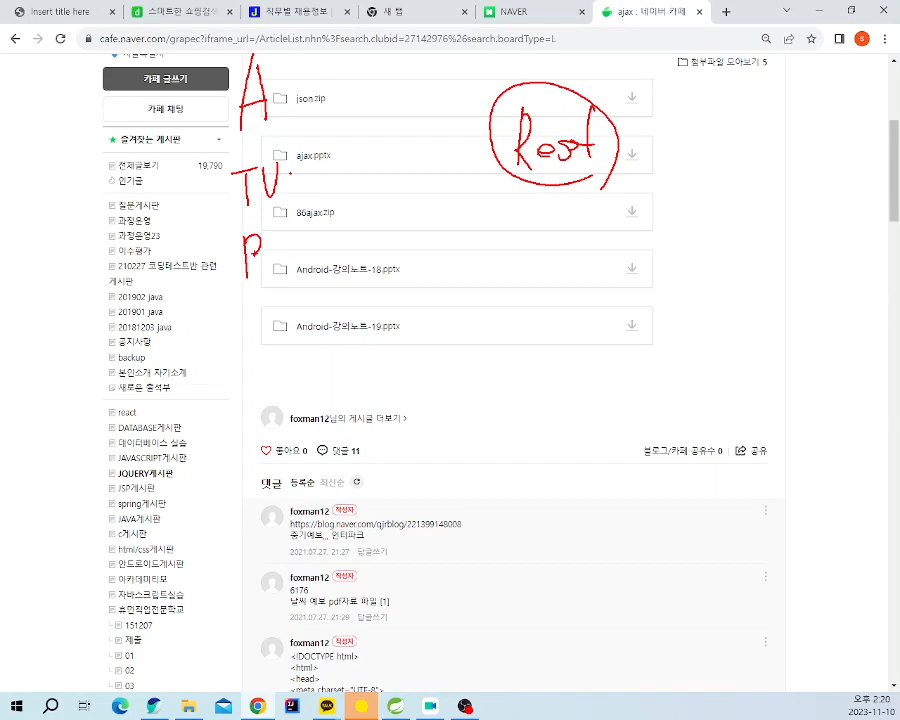 Insert title here
스마트한 쇼핑검색
직무별 채용정보 |
새 탭
NAVER
ajax : 네이버 카페
cafe.naver.com/grapec?iframe_url=/ArticleList.nhn%3Fsearch.clubid=27142976%26search.boardType=L
카페 글쓰기
카페 채팅
즐겨찾는 게시판
전체글보기 19,790
인기글
질문게시판
과정운영
과정운영23
이수평가
210227 코딩테스트반 관련
게시판
201902 java
201901 java
20181203 java
공지사항
backup
본인소개 자기소계
새로운 출석부
react
DATABASE게시판
데이터베이스 실습
JAVASCRIPT게시판
JQUERY게시판
JSP게시판
spring게시판
JAVA게시판
c게시판
html/css게시판
안드로이드게시판
아카데미티모
자바스크립트실습
휴먼직업전문학교
151207
제출
01
02
03
첨부파일 모아보기 5
A
json.zip
Rest
ajax.pptx
TV
86ajax.zip
P
Android-강의노트-18.pptx
Android-강의노트-19.pptx
foxman12님의 게시글 더보기 >
좋아요 0 댓글 11
블로그/카페 공유수 0 공유
댓글 등록순 최신순
foxman12 작성자
https://blog.naver.com/qjrblog/221399148008
중기예보,,, 인터파크
2021.07.27. 21:27 답글쓰기
foxman12 작성자
6176
날씨 예보 pdf자료 파일 [1]
2021.07.27. 21:29 답글쓰기
foxman12 작성자
<!DOCTYPE html>
<html>
<head>
<meta charset="UTF-8">
오후 2:20
2023-11-10